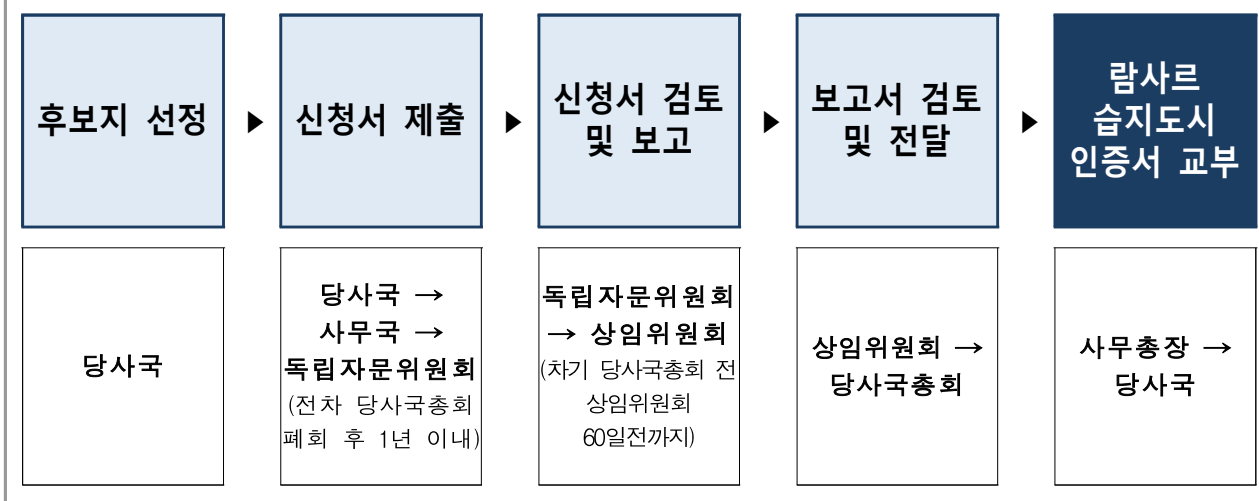 후보지 선정
▶
신청서 제출
▶
신청서 검토
및 보고
▶
보고서 검토
및 전달
▶
람사르
습지도시
인증서 교부
당사국
당사국 →
사무국 →
독립자문위원회
(전차 당사국총회
폐회 후 1년 이내)
독립자문위원회
→ 상임위원회
(차기 당사국총회 전
상임위원회
60일전까지)
상임위원회 →
당사국총회
사무총장 →
당사국